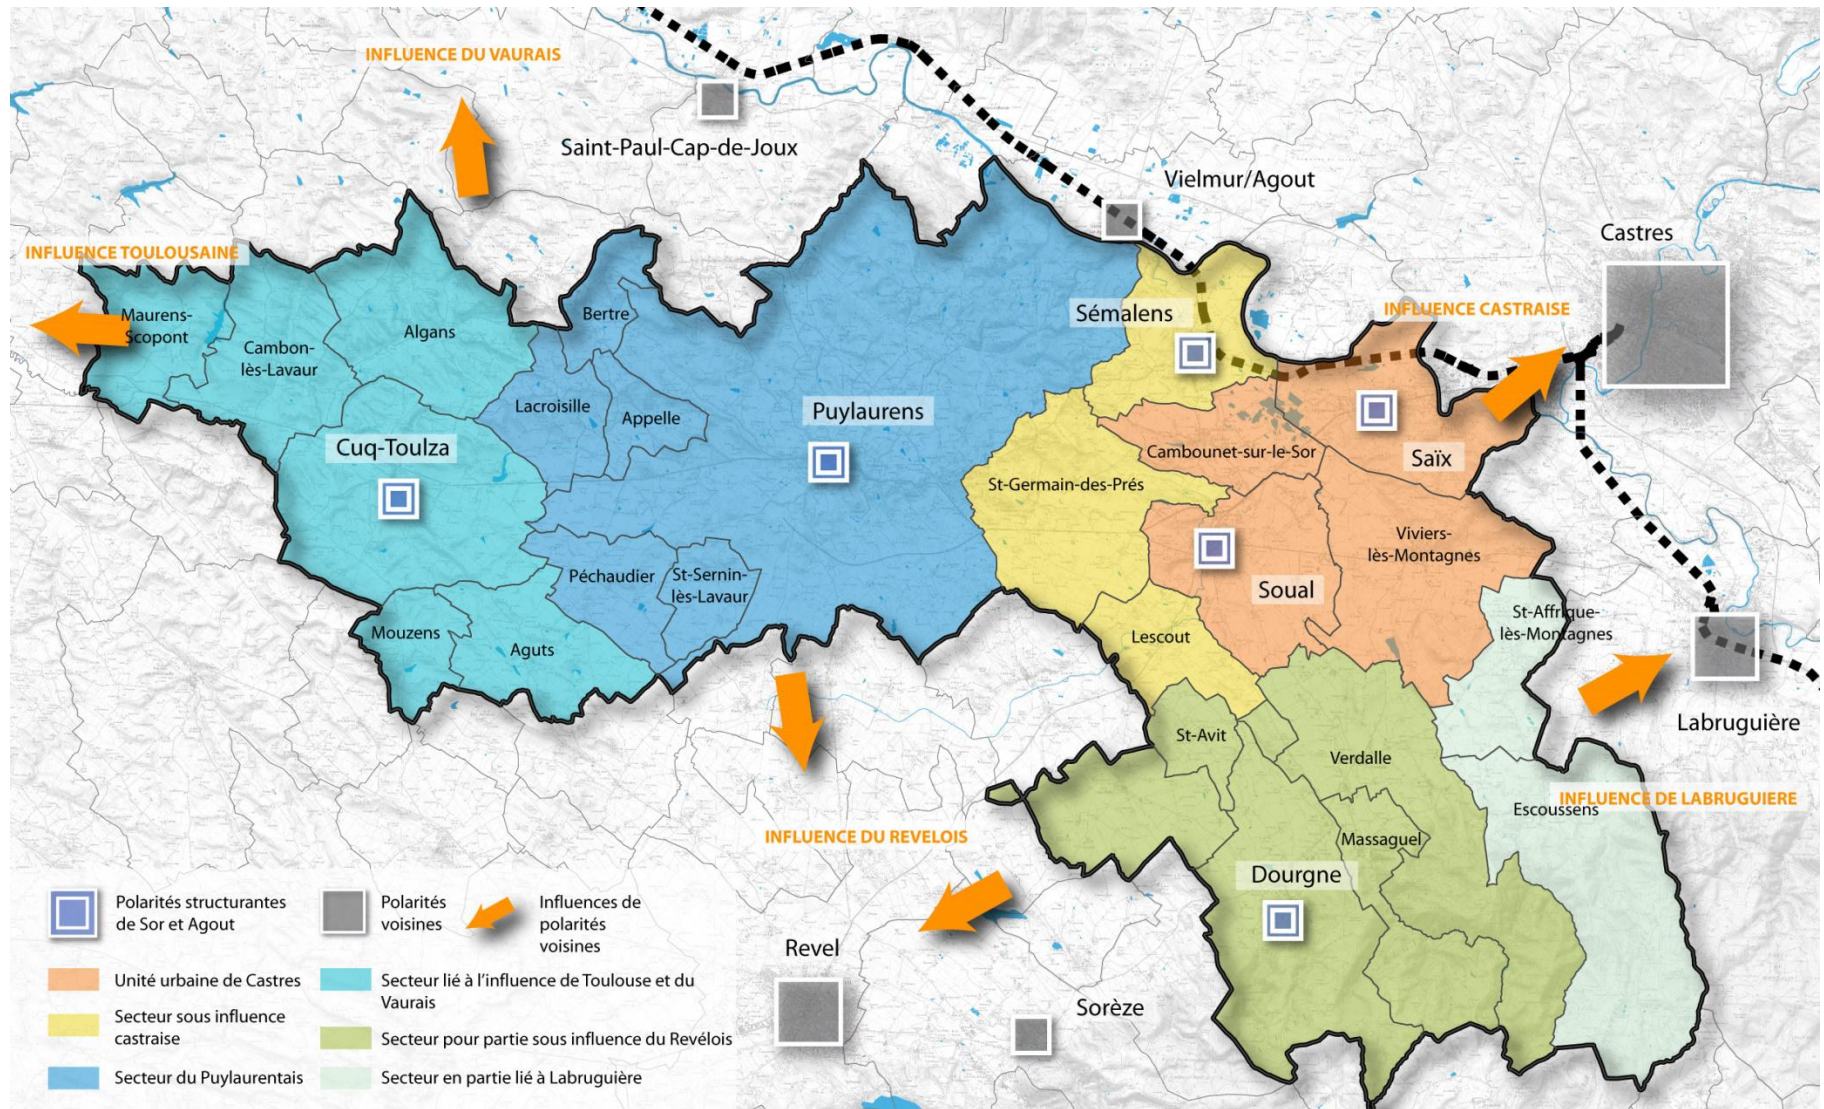 INFLUENCE DU VAURAIS
Saint-Paul-Cap-de-Joux
Vielmur/Agout
Castres
INFLUENCE TOULOUSAINE
Maurens-
Scopont
Cambon-
lès-Lavaur
Algans
Bertre
Sémalens
INFLUENCE CASTRAISE
Lacroisille
Appelle
Puylaurens
Cuq-Toulza
Cambounet-sur-le-Sor
Saïx
St-Germain-des-Prés
Viviers-
lès-Montagnes
Péchaudier
St-Sernin-
lès-Lavaur
Soual
St-Affrique-
lès-Montagnes
Mouzens
Aguts
Lescout
Labruguière
St-Avit
Verdalle
INFLUENCE DE LABRUGUIERE
Escoussens
INFLUENCE DU REVELOIS
Massaguel
Dourgne
Revel
Sorèze
Polarités structurantes
de Sor et Agout
Polarités
voisines
Influences de
polarités
voisines
Unité urbaine de Castres
Secteur sous influence
castraise
Secteur du Puylaurentais
Secteur lié à l'influence de Toulouse et du
Vaurais
Secteur pour partie sous influence du Revélois
Secteur en partie lié à Labruguière